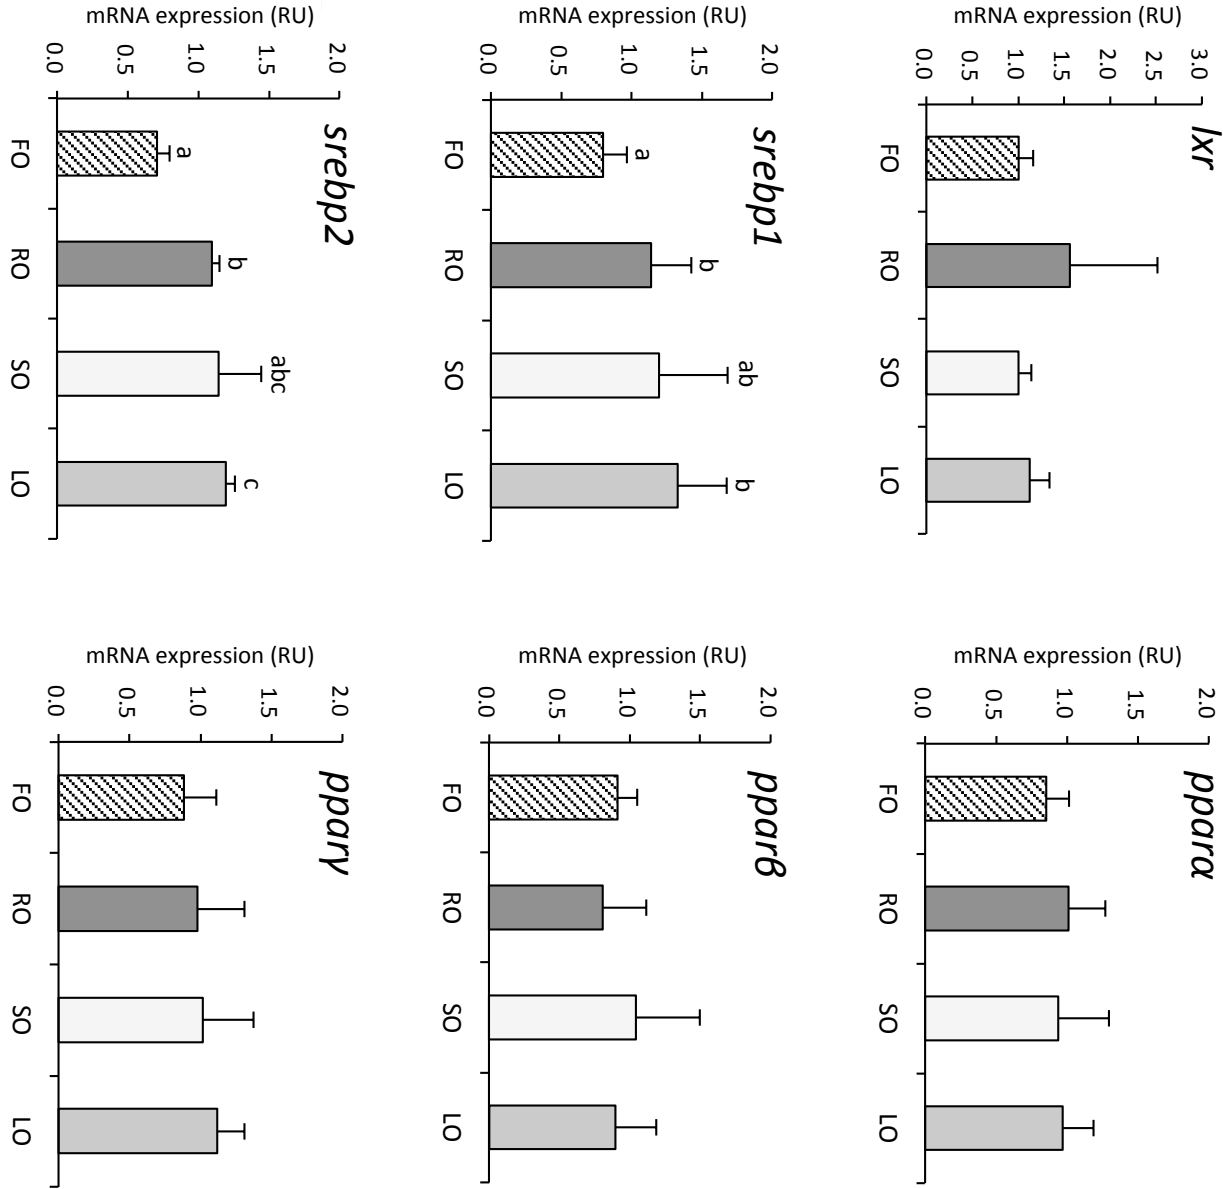 lxr
mRNA expression (RU)
3.0
2.5
2.0
1.5
1.0
0.5
0.0
FO RO SO LO
pparα
mRNA expression (RU)
2.0
1.5
1.0
0.5
0.0
FO RO SO LO
srebp1
mRNA expression (RU)
2.0
1.5
1.0
0.5
0.0
a b ab b
FO RO SO LO
pparβ
mRNA expression (RU)
2.0
1.5
1.0
0.5
0.0
FO RO SO LO
srebp2
mRNA expression (RU)
2.0
1.5
1.0
0.5
0.0
a b abc c
FO RO SO LO
pparγ
mRNA expression (RU)
2.0
1.5
1.0
0.5
0.0
FO RO SO LO